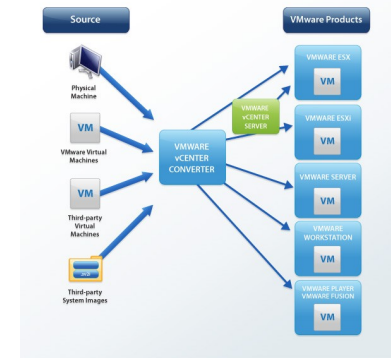 Source
VMware Products
Physical
Machine
VM
VMware Virtual
Machines
VM
Third-party
Virtual
Machines
Third-party
System Images
VMWARE
vCENTER
CONVERTER
VMWARE
vCENTER
SERVER
VMWARE ESX
VM
VMWARE ESXi
VM
VMWARE SERVER
VM
VMWARE
WORKSTATION
VM
VMWARE PLAYER
VMWARE FUSION
VM